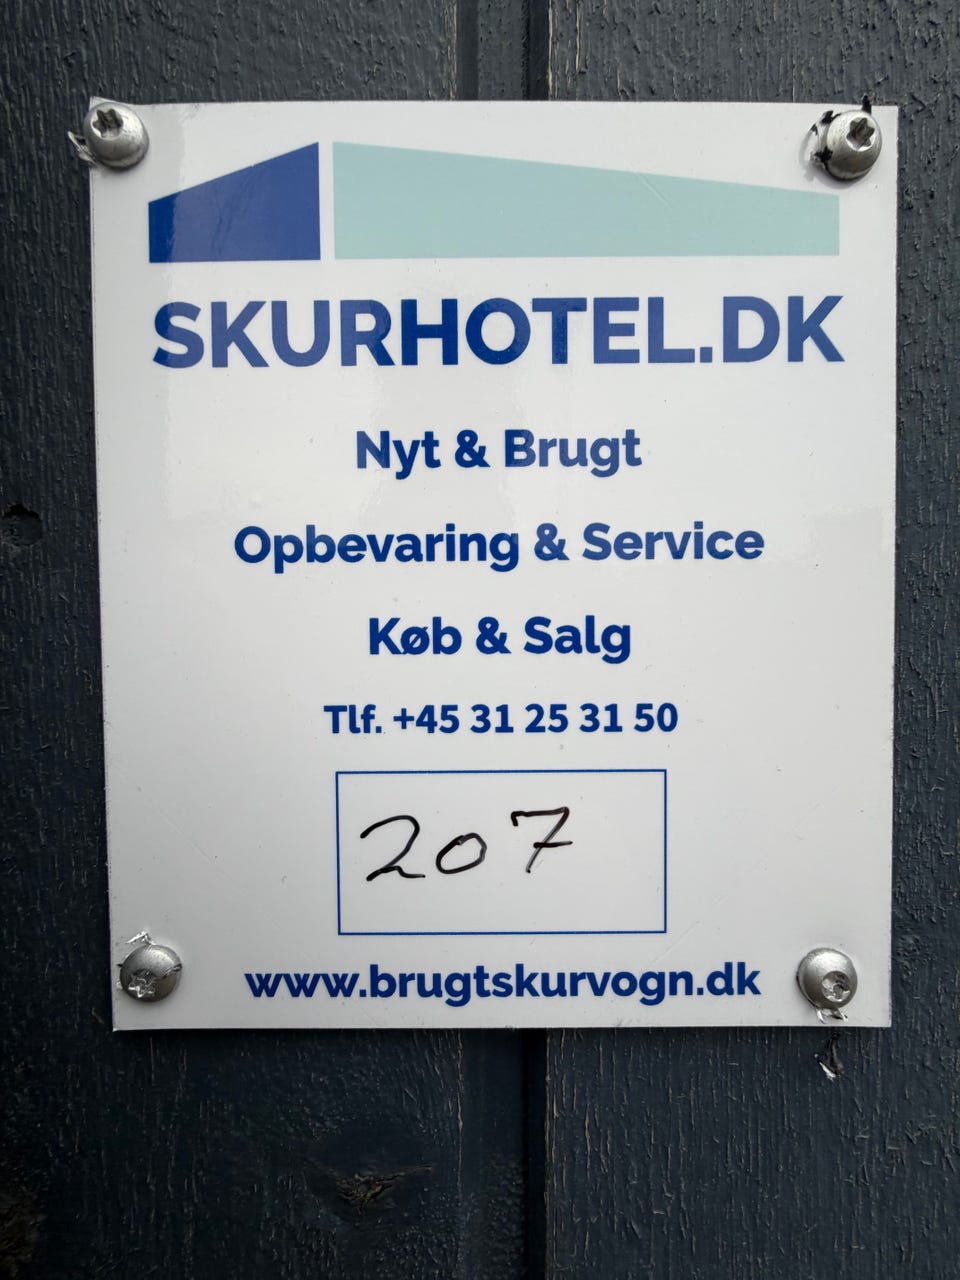 SKURHOTEL.DK
Nyt & Brugt
Opbevaring & Service
Køb & Salg
Tlf. +45 31 25 31 50
207
www.brugtskurvogn.dk